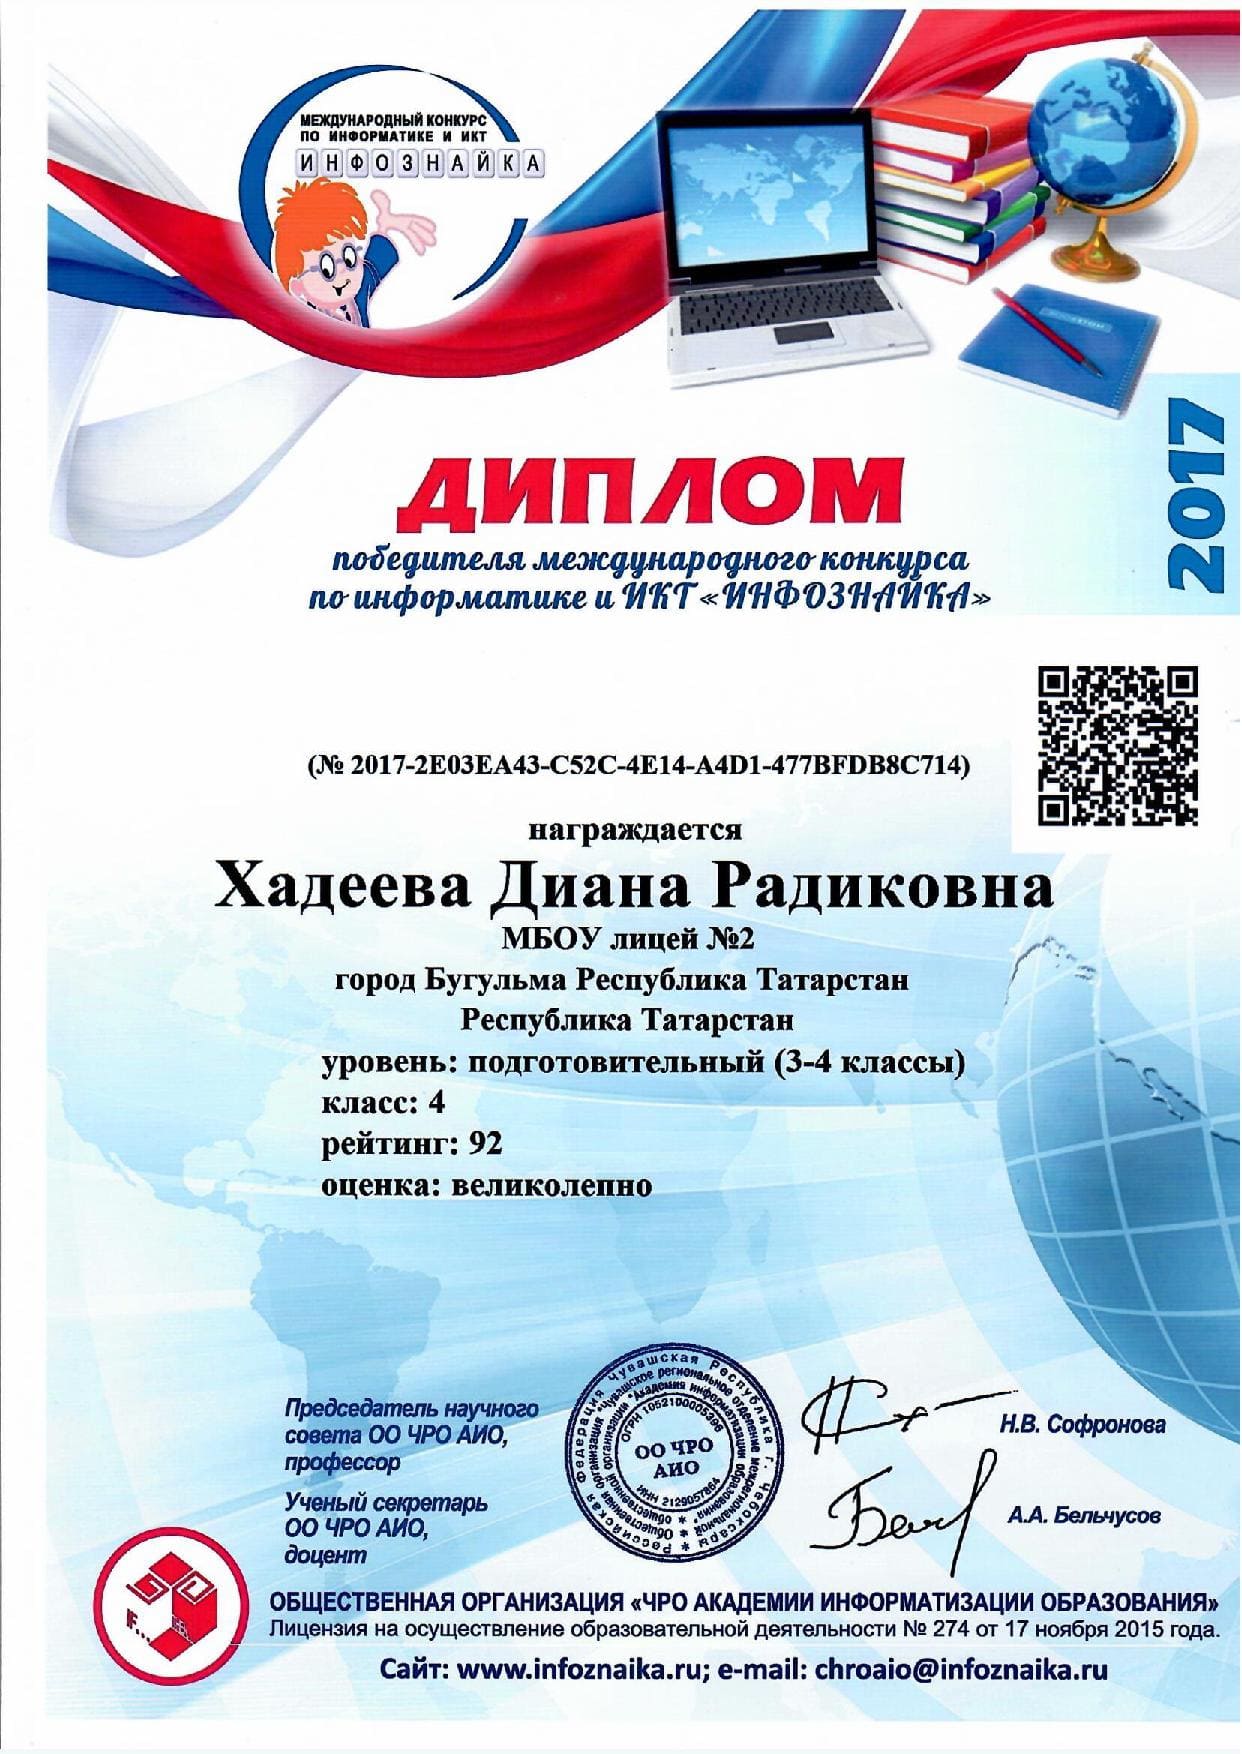 МЕЖДУНАРОДНЫЙ КОНКУРС
ПО ИНФОРМАТИКЕ И ИКТ
ИНФОЗНАЙКА
2017
ДИПЛОМ
победителя международного конкурса
по информатике и ИКТ «ИНФОЗНАЙКА»
(№ 2017-2E03EA43-C52C-4E14-A4D1-477BFDB8C714)
награждается
Хадеева Диана Радиковна
МБОУ лицей №2
город Бугульма Республика Татарстан
Республика Татарстан
уровень: подготовительный (3-4 классы)
класс: 4
рейтинг: 92
оценка: великолепно
Председатель научного
совета ОО ЧРО АИО,
профессор
Н.В. Софронова
Ученый секретарь
ОО ЧРО АИО,
доцент
А.А. Бельчусов
Российская Федерация Чувашская Республика г. Чебоксары
Общественная организация "Чувашское региональное отделение межрегиональной
общественной организации "Академия информатизации образования"
ОГРН 1052100005396
ОО ЧРО
АИО
ИНН 2129057864
ОБЩЕСТВЕННАЯ ОРГАНИЗАЦИЯ «ЧРО АКАДЕМИИ ИНФОРМАТИЗАЦИИ ОБРАЗОВАНИЯ»
Лицензия на осуществление образовательной деятельности № 274 от 17 ноября 2015 года.
Сайт: www.infoznaika.ru; e-mail: chroaio@infoznaika.ru